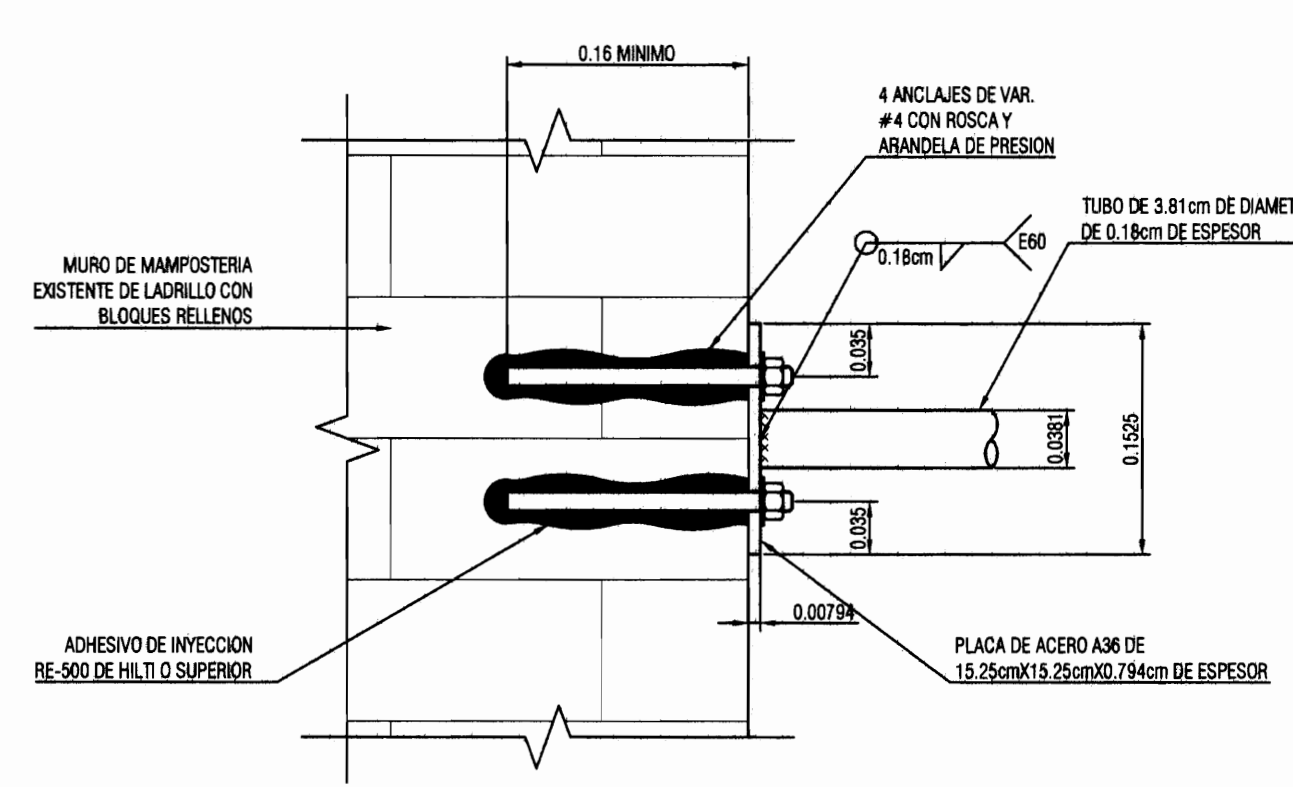 0.16 MINIMO
4 ANCLAJES DE VAR.
#4 CON ROSCA Y
ARANDELA DE PRESION
TUBO DE 3.81cm DE
DE 0.18cm DE ESPESOR
E60
0.18cm
MURO DE MAMPOSTERIA
EXISTENTE DE LADRILLO CON
BLOQUES RELLENOS
0.035
0.0381
0.1525
0.035
0.00794
ADHESIVO DE INYECCION
RE-500 DE HILTI O SUPERIOR
PLACA DE ACERO A36 DE
15.25cmX15.25cmX0.794cm DE ESPESOR